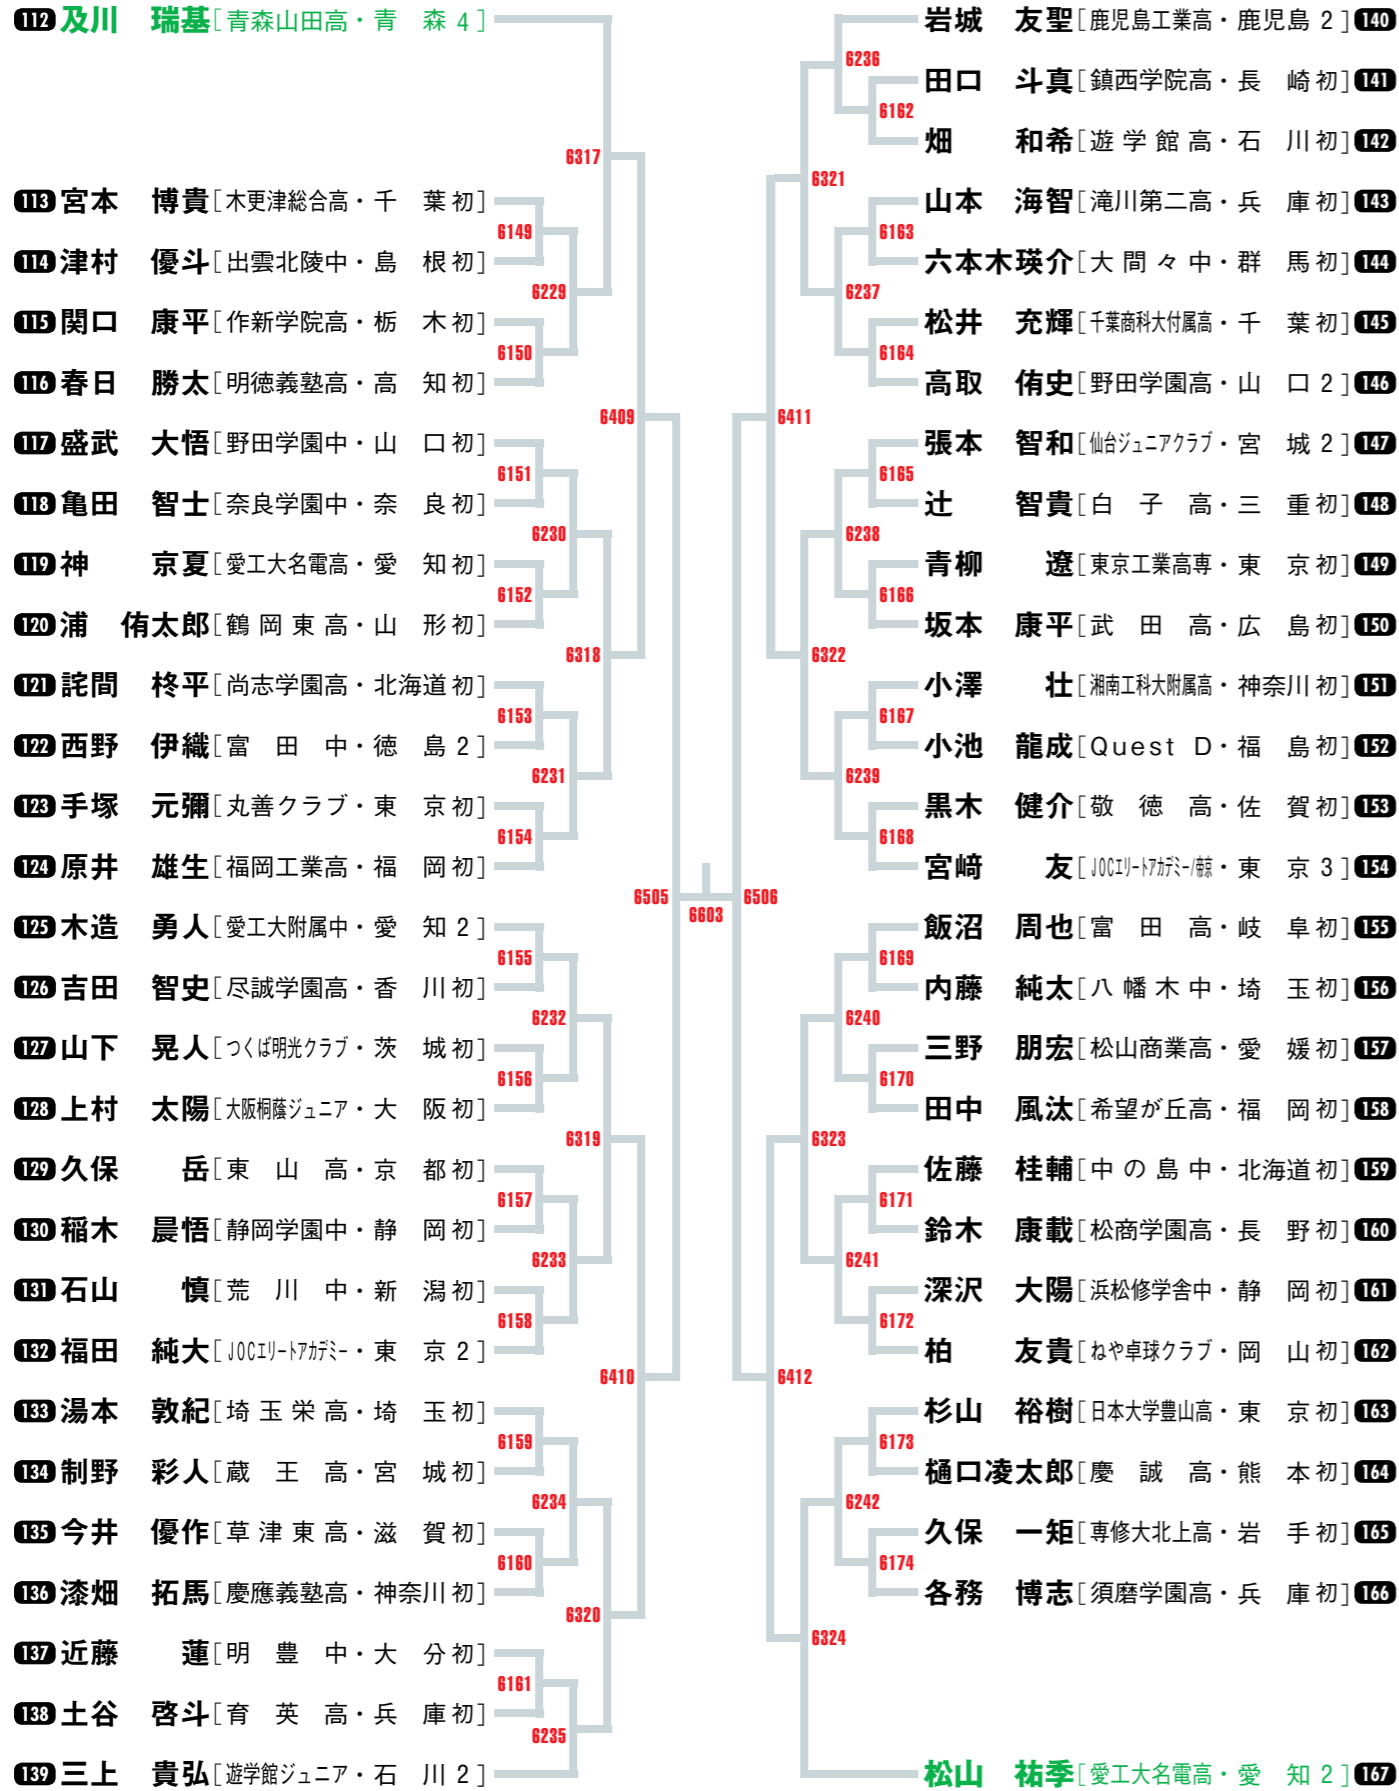 112 及川 瑞基[青森山田高・青 森 4]
6317
113 宮本 博貴[木更津総合高・千 葉初]
6149
114 津村 優斗[出雲北陵中・島 根初]
6229
115 関口 康平[作新学院高・栃 木初]
6150
116 春日 勝太[明徳義塾高・高 知初]
6409
117 盛武 大悟[野田学園中・山 口初]
6151
118 亀田 智士[奈良学園中・奈 良初]
6230
119 神 京夏[愛工大名電高・愛 知初]
6152
120 浦 侑太郎[鶴岡東高・山 形初]
6318
121 詫間 柊平[尚志学園高・北海道初]
6153
122 西野 伊織[富 田 中・徳 島 2]
6231
123 手塚 元彌[丸善クラブ・東 京初]
6154
124 原井 雄生[福岡工業高・福 岡初]
6505
125 木造 勇人[愛工大附属中・愛 知 2]
6155
126 吉田 智史[尽誠学園高・香 川初]
6232
127 山下 晃人[つくば明光クラブ・茨 城初]
6156
128 上村 太陽[大阪桐蔭ジュニア・大 阪初]
6319
129 久保 岳[東 山 高・京 都初]
6157
130 稲木 晨悟[静岡学園中・静 岡初]
6233
131 石山 慎[荒 川 中・新 潟初]
6158
132 福田 純大[JOCエリートアカデミー・東 京 2]
6410
133 湯本 敦紀[埼玉栄高・埼 玉初]
6159
134 制野 彩人[蔵 王 高・宮 城初]
6234
135 今井 優作[草津東高・滋 賀初]
6160
136 漆畑 拓馬[慶應義塾高・神奈川初]
6320
137 近藤 蓮[明 豊 中・大 分初]
6161
138 土谷 啓斗[育 英 高・兵 庫初]
6235
139 三上 貴弘[遊学館ジュニア・石 川 2]
6603
岩城 友聖[鹿児島工業高・鹿児島 2]140
6236
田口 斗真[鎮西学院高・長 崎初]141
6162
畑 和希[遊学館高・石 川初]142
6321
山本 海智[滝川第二高・兵 庫初]143
6163
六本木瑛介[大間々中・群 馬初]144
6237
松井 充輝[千葉商科大付属高・千 葉初]145
6164
高取 侑史[野田学園高・山 口 2]146
6411
張本 智和[仙台ジュニアクラブ・宮 城 2]147
6165
辻 智貴[白 子 高・三 重初]148
6238
青柳 遼[東京工業高専・東 京初]149
6166
坂本 康平[武 田 高・広 島初]150
6322
小澤 壮[湘南工科大附属高・神奈川初]151
6167
小池 龍成[Quest D・福 島初]152
6239
黒木 健介[敬 徳 高・佐 賀初]153
6168
宮﨑 友[JOCエリートアカデミー/帝京・東 京 3]154
6506
飯沼 周也[富 田 高・岐 阜初]155
6169
内藤 純太[八幡木中・埼 玉初]156
6240
三野 朋宏[松山商業高・愛 媛初]157
6170
田中 風汰[希望が丘高・福 岡初]158
6323
佐藤 桂輔[中の島中・北海道初]159
6171
鈴木 康載[松商学園高・長 野初]160
6241
深沢 大陽[浜松修学舎中・静 岡初]161
6172
柏 友貴[ねや卓球クラブ・岡 山初]162
6412
杉山 裕樹[日本大学豊山高・東 京初]163
6173
樋口凌太郎[慶 誠 高・熊 本初]164
6242
久保 一矩[専修大北上高・岩 手初]165
6174
各務 博志[須磨学園高・兵 庫初]166
6324
松山 祐季[愛工大名電高・愛 知 2]167